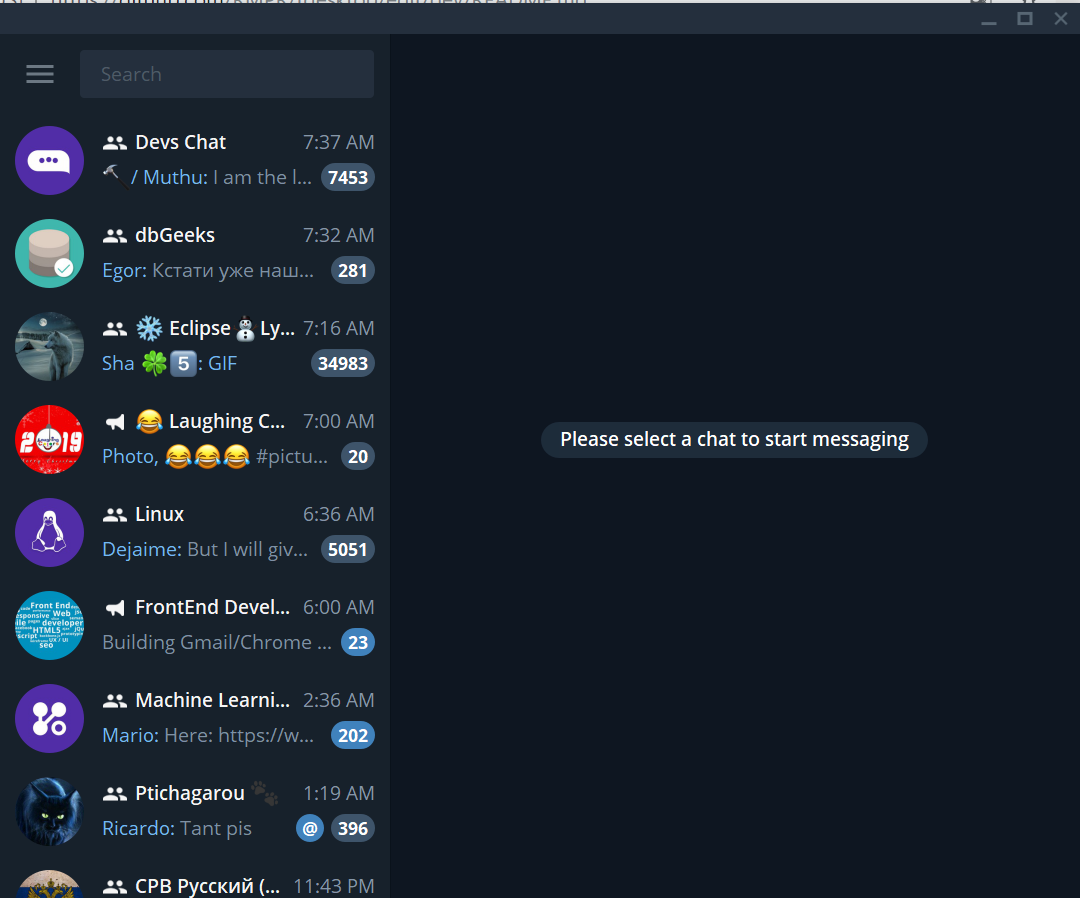 Search
Devs Chat 7:37 AM
/ Muthu: I am the l... 7453
dbGeeks 7:32 AM
Egor: Кстати уже наш... 281
❄️ Eclipse ⛄ Ly... 7:16 AM
Sha 🍀5️⃣: GIF 34983
😂 Laughing C... 7:00 AM
2019
Photo, 😂😂😂 #pictu... 20
Linux 6:36 AM
Dejaime: But I will giv... 5051
FrontEnd Devel... 6:00 AM
Building Gmail/Chrome ... 23
Machine Learni... 2:36 AM
Mario: Here: https://w... 202
Ptichagarou 🐾 1:19 AM
Ricardo: Tant pis @ 396
СРВ Русский (... 11:43 PM
Please select a chat to start messaging